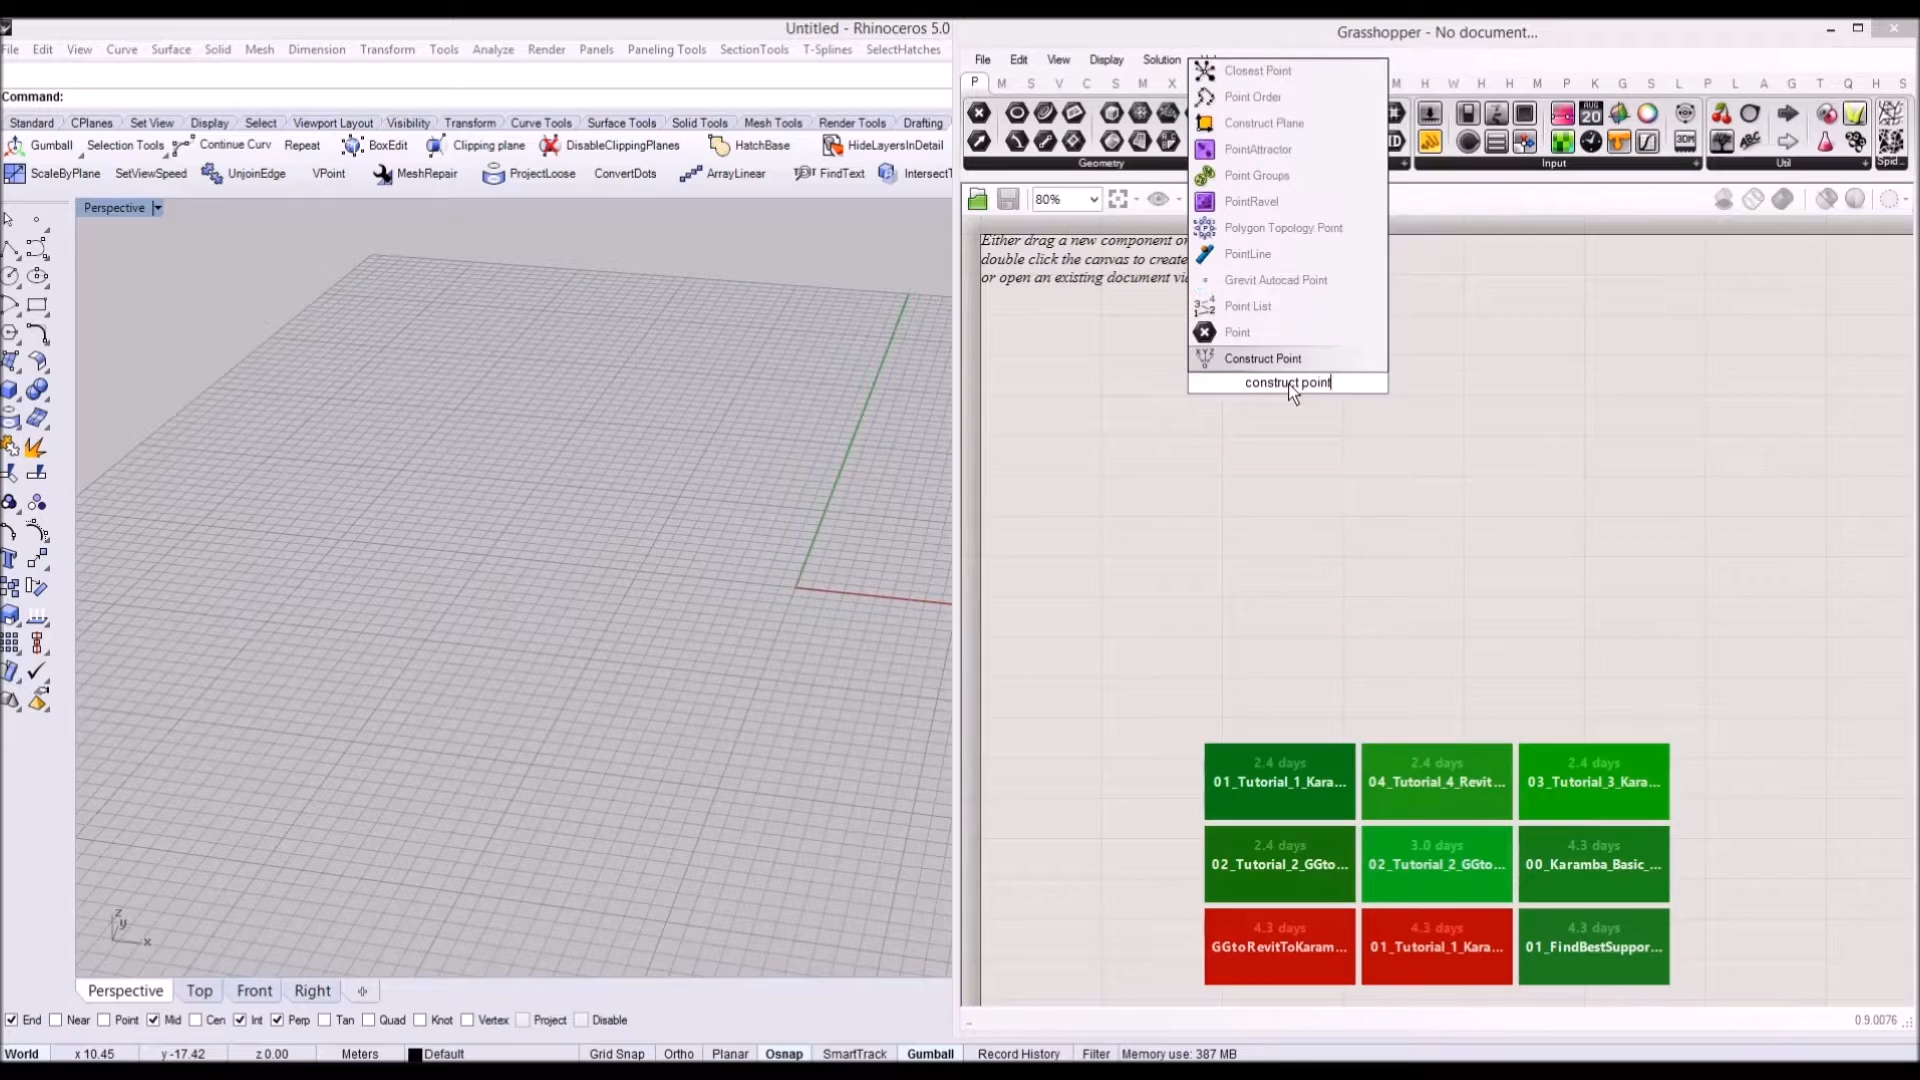 Untitled - Rhinoceros 5.0
File Edit View Curve Surface Solid Mesh Dimension Transform Tools Analyze Render Panels Paneling Tools SectionTools T-Splines SelectHatches
Command:
Standard CPlanes Set View Display Select Viewport Layout Visibility Transform Curve Tools Surface Tools Solid Tools Mesh Tools Render Tools Drafting
Gumball Selection Tools Continue Curv Repeat BoxEdit Clipping plane DisableClippingPlanes HatchBase HideLayersInDetail
ScaleByPlane SetViewSpeed UnjoinEdge VPoint MeshRepair ProjectLoose ConvertDots ArrayLinear FindText IntersectT
Perspective
z
y
x
Perspective Top Front Right
End Near Point Mid Cen Int Perp Tan Quad Knot Vertex Project Disable
World x 10.45 y -17.42 z 0.00 Meters Default Grid Snap Ortho Planar Osnap SmartTrack Gumball Record History Filter Memory use: 387 MB
Grasshopper - No document...
File Edit View Display Solution
P M S V C S M X M H W H H M P K G L P L A G T Q H S
Geometry Input Util Spid...
80%
Either drag a new component or
double click the canvas to create
or open an existing document via
Closest Point
Point Order
Construct Plane
PointAttractor
Point Groups
PointRavel
Polygon Topology Point
PointLine
Grevit Autocad Point
Point List
Point
Construct Point
construct point
2.4 days
01_Tutorial_1_Kara...
2.4 days
04_Tutorial_4_Revit...
2.4 days
03_Tutorial_3_Kara...
2.4 days
02_Tutorial_2_GGto...
3.0 days
02_Tutorial_2_GGto...
4.3 days
00_Karamba_Basic_...
4.3 days
GGtoRevitToKaram...
4.3 days
01_Tutorial_1_Kara...
4.3 days
01_FindBestSuppor...
0.9.0076